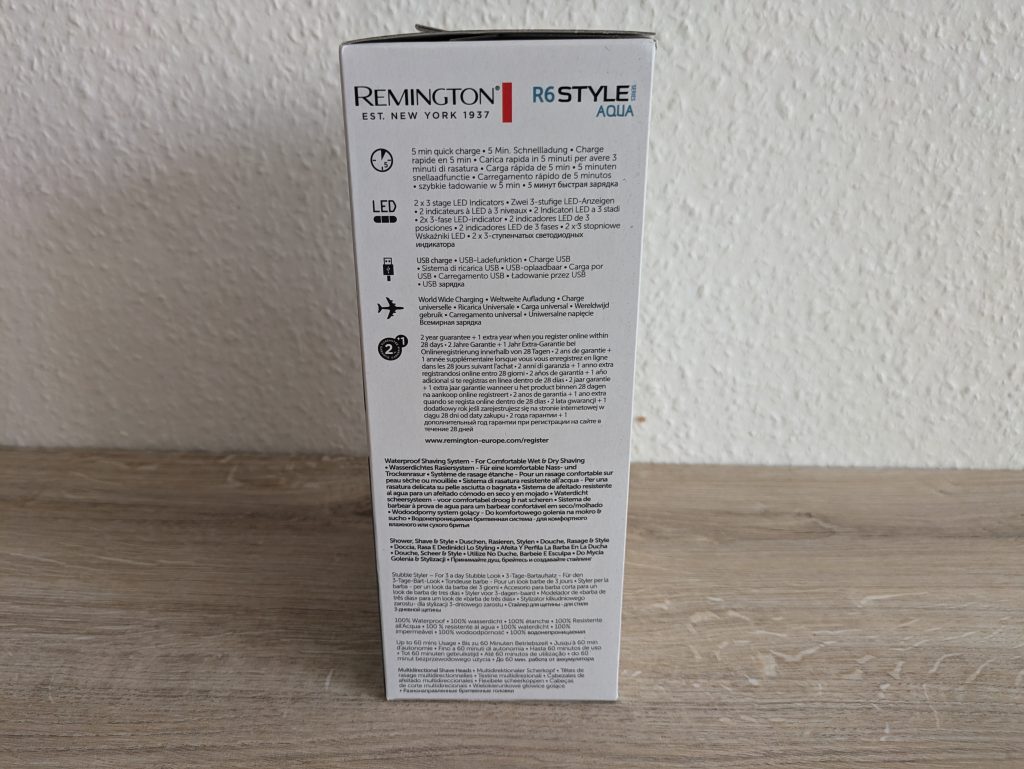 REMINGTON®
EST. NEW YORK 1937
R6 STYLE SERIES
AQUA
5 min quick charge • 5 Min. Schnellladung • Charge
rapide en 5 min • Carica rapida in 5 minuti per avere 3
minuti di rasatura • Carga rápida de 5 min • 5 minuten
snellaadfunctie • Carregamento rápido de 5 minutos
• szybkie ładowanie w 5 min • 5 минут быстрая зарядка
5
LED
2 x 3 stage LED Indicators • Zwei 3-stufige LED-Anzeigen
• 2 indicateurs à LED à 3 niveaux • 2 Indicatori LED a 3 stadi
• 2x 3-fase LED-indicator • 2 indicadores LED de 3
posiciones • 2 indicadores LED de 3 fases • 2 x 3 stopniowe
Wskaźniki LED • 2 x 3-ступенчатых светодиодных
индикатора
USB charge • USB-Ladefunktion • Charge USB
• Sistema di ricarica USB • USB-oplaadbaar • Carga por
USB • Carregamento USB • Ładowanie przez USB
• USB зарядка
World Wide Charging • Weltweite Aufladung • Charge
universelle • Ricarica Universale • Carga universal • Wereldwijd
gebruik • Carregamento universal • Uniwersalne napięcie
Всемирная зарядка
2 +1
2 year guarantee + 1 extra year when you register online within
28 days • 2 Jahre Garantie + 1 Jahr Extra-Garantie bei
Onlineregistrierung innerhalb von 28 Tagen • 2 ans de garantie +
1 année supplémentaire lorsque vous vous enregistrez en ligne
dans les 28 jours suivant l'achat • 2 anni di garanzia + 1 anno extra
registrandosi online entro 28 giorni • 2 años de garantía + 1 año
adicional si te registras en línea dentro de 28 días • 2 jaar garantie
+ 1 extra jaar garantie wanneer u het product binnen 28 dagen
na aankoop online registreert • 2 anos de garantia + 1 ano extra
quando se regista online dentro de 28 dias • 2 lata gwarancji + 1
dodatkowy rok jeśli zarejestrujesz się na stronie internetowej w
ciągu 28 dni od daty zakupu • 2 года гарантии + 1
дополнительный год гарантии при регистрации на сайте в
течение 28 дней
www.remington-europe.com/register
Waterproof Shaving System - For Comfortable Wet & Dry Shaving
• Wasserdichtes Rasiersystem - Für eine komfortable Nass- und
Trockenrasur • Système de rasage étanche - Pour un rasage confortable sur
peau sèche ou mouillée • Sistema di rasatura resistente all'acqua - Per una
rasatura delicata su pelle asciutta o bagnata • Sistema de afeitado resistente
al agua para un afeitado cómodo en seco y en mojado • Waterdicht
scheersysteem - voor comfortabel droog & nat scheren • Sistema de
barbear à prova de água para um barbear confortável em seco/molhado
• Wodoodporny system golący - Do komfortowego golenia na mokro &
sucho • Водонепроницаемая бритвенная система - для комфортного
влажного или сухого бритья
Shower, Shave & Style • Duschen, Rasieren, Stylen • Douche, Rasage & Style
• Doccia, Rasa E Dedinidci Lo Styling • Afeita Y Perfila La Barba En La Ducha
• Douche, Scheer & Style • Utilize No Duche, Barbeie E Esculpa • Do Mycia
Golenia & Stylizacji • Принимайте душ, брейтесь и создавайте стайлинг
Stubble Styler – For 3 a day Stubble Look • 3-Tage-Bartaufsatz - Für den
3-Tage-Bart-Look • Tondeuse barbe - Pour un look barbe de 3 jours • Styler per la
barba - per un look da barba dei 3 giorni • Accesorio para barba corta para un
look de barba de tres días • Styler voor 3-dagen-baard • Modelador de «barba
de três dias» para um look de «barba de três dias» • Stylizator kilkudniowego
zarostu- dla stylizacji 3-dniowego zarostu • Стайлер для щетины - для стиля
3 дневной щетины
100% Waterproof • 100% wasserdicht • 100% étanche • 100% Resistente
all'Acqua • 100 % resistente al agua • 100% waterdicht • 100%
impermeável • 100% wodoodporność • 100% водонепроницаемая
Up to 60 mins Usage • Bis zu 60 Minuten Betriebszeit • Jusqu'à 60 min.
d'autonomie • Fino a 60 minuti di autonomia • Hasta 60 minutos de uso
• Tot 60 minuten gebruikstijd • Até 60 minutos de utilização • do 60
minut bezprzewodowego użycia • До 60 мин. работа от аккумулятора
Multidirectional Shave Heads • Multidirektionaler Scherkopf • Têtes de
rasage multidirectionnelles • Testine multidirezionali • Cabezales de
afeitado multidireccionales • Flexibele scheerkoppen • Cabeças
de corte multidirecionais • Wielokierunkowe głowice golące
• Разнонаправленные бритвенные головки